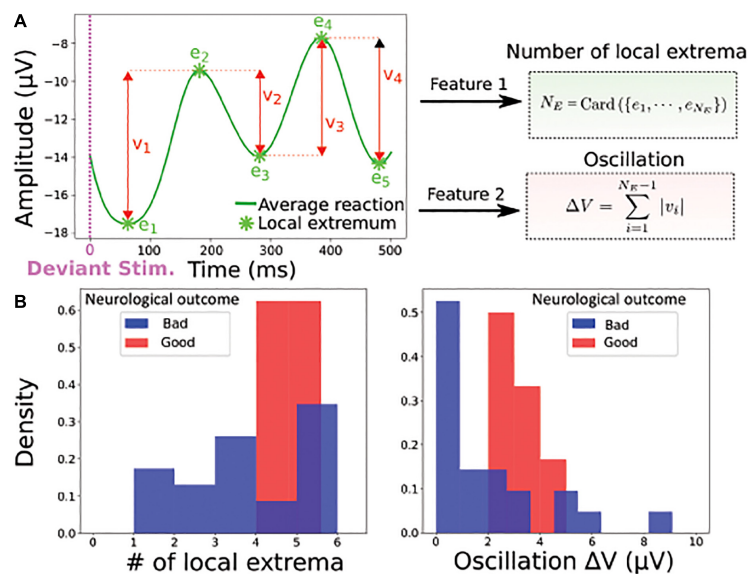 A
Amplitude (μV)
−8
−10
−12
−14
−16
−18
e1
e2
e3
e4
e5
v1
v2
v3
v4
Average reaction
Local extremum
0
100
200
300
400
500
Deviant Stim.
Time (ms)
Feature 1
Number of local extrema
N_E = Card ({e_1, ⋯, e_{N_E}})
Feature 2
Oscillation
ΔV = ∑_{i=1}^{N_E−1} |v_i|
B
Density
0.6
0.5
0.4
0.3
0.2
0.1
0.0
Neurological outcome
Bad
Good
0 1 2 3 4 5 6
# of local extrema
0.5
0.4
0.3
0.2
0.1
0.0
Neurological outcome
Bad
Good
0 2 4 6 8 10
Oscillation ΔV (μV)